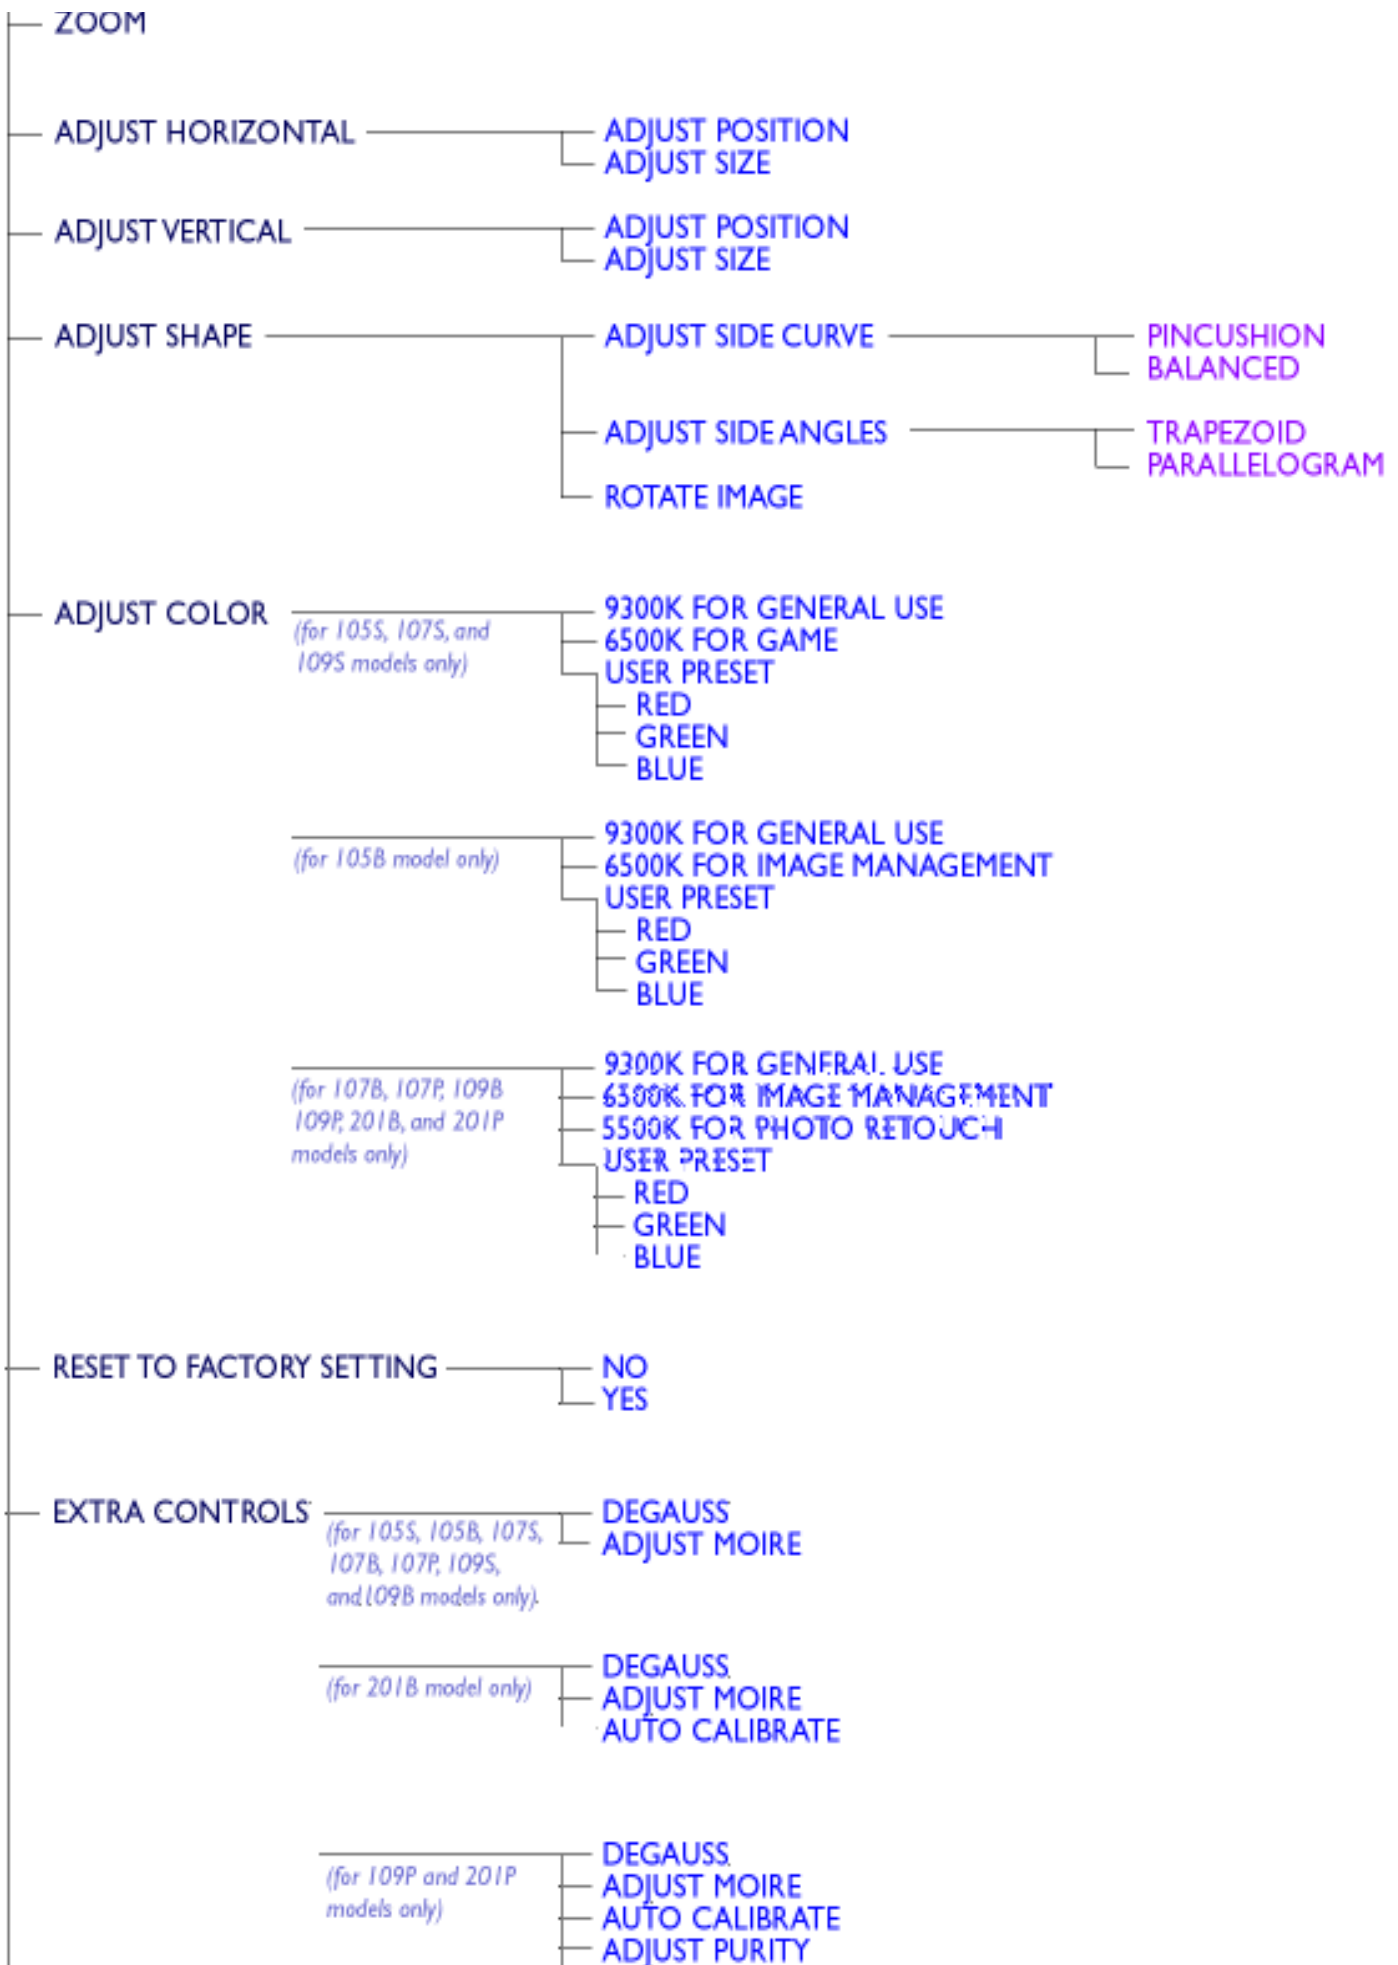 ZOOM
ADJUST HORIZONTAL ADJUST POSITION
ADJUST SIZE
ADJUST VERTICAL ADJUST POSITION
ADJUST SIZE
ADJUST SHAPE ADJUST SIDE CURVE PINCUSHION
BALANCED
ADJUST SIDE ANGLES TRAPEZOID
PARALLELOGRAM
ROTATE IMAGE
ADJUST COLOR 9300K FOR GENERAL USE
(for 105S, 107S, and 6500K FOR GAME
109S models only) USER PRESET
RED
GREEN
BLUE
9300K FOR GENERAL USE
(for 105B model only) 6500K FOR IMAGE MANAGEMENT
USER PRESET
RED
GREEN
BLUE
9300K FOR GENERAL USE
(for 107B, 107P, 109B 6500K FOR IMAGE MANAGEMENT
109P, 201B, and 201P 5500K FOR PHOTO RETOUCH
models only) USER PRESET
RED
GREEN
BLUE
RESET TO FACTORY SETTING NO
YES
EXTRA CONTROLS DEGAUSS
(for 105S, 105B, 107S, ADJUST MOIRE
107B, 107P, 109S,
and 109B models only).
DEGAUSS
(for 201B model only) ADJUST MOIRE
AUTO CALIBRATE
DEGAUSS
(for 109P and 201P ADJUST MOIRE
models only) AUTO CALIBRATE
ADJUST PURITY